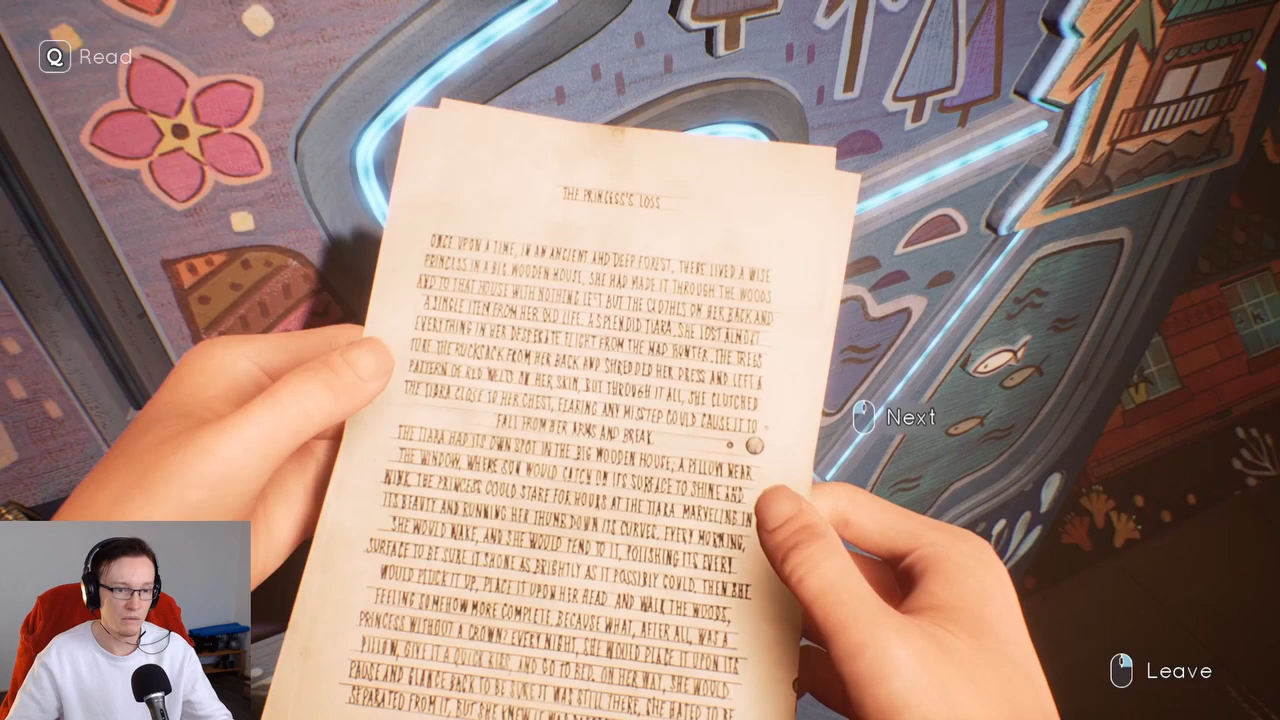 Q Read
THE PRINCESS'S LOSS
ONCE UPON A TIME, IN AN ANCIENT AND DEEP FOREST, THERE LIVED A WISE
PRINCESS IN A BIG WOODEN HOUSE. SHE HAD MADE IT THROUGH THE WOODS
AND TO THAT HOUSE WITH NOTHING LEFT BUT THE CLOTHES ON HER BACK AND
A SINGLE ITEM FROM HER OLD LIFE. A SPLENDID TIARA. SHE LOST ALMOST
EVERYTHING IN HER DESPERATE FLIGHT FROM THE MAD HUNTER. THE TREES
TORE THE RUCKSACK FROM HER BACK AND SHREDDED HER DRESS AND LEFT A
PATTERN OF RED WELTS ON HER SKIN, BUT THROUGH IT ALL, SHE CLUTCHED
THE TIARA CLOSE TO HER CHEST, FEARING ANY MISSTEP COULD CAUSE IT TO
FALL FROM HER ARMS AND BREAK.
THE TIARA HAD ITS OWN SPOT IN THE BIG WOODEN HOUSE; A PILLOW NEAR
THE WINDOW, WHERE SUN WOULD CATCH ON ITS SURFACE TO SHINE AND
WINK. THE PRINCESS COULD STARE FOR HOURS AT THE TIARA, MARVELING IN
ITS BEAUTY AND RUNNING HER THUMB DOWN ITS CURVES. EVERY MORNING,
SHE WOULD WAKE, AND SHE WOULD TEND TO IT, POLISHING ITS EVERY
SURFACE TO BE SURE IT SHONE AS BRIGHTLY AS IT POSSIBLY COULD. THEN SHE
WOULD PLUCK IT UP, PLACE IT UPON HER HEAD, AND WALK THE WOODS,
FEELING SOMEHOW MORE COMPLETE. BECAUSE WHAT, AFTER ALL, WAS A
PRINCESS WITHOUT A CROWN? EVERY NIGHT, SHE WOULD PLACE IT UPON ITS
PILLOW, GIVE IT A QUICK KISS, AND GO TO BED. ON HER WAY, SHE WOULD
PAUSE AND GLANCE BACK TO BE SURE IT WAS STILL THERE, SHE HATED TO BE
SEPARATED FROM IT, BUT SHE KNEW IT WAS
Next
Leave